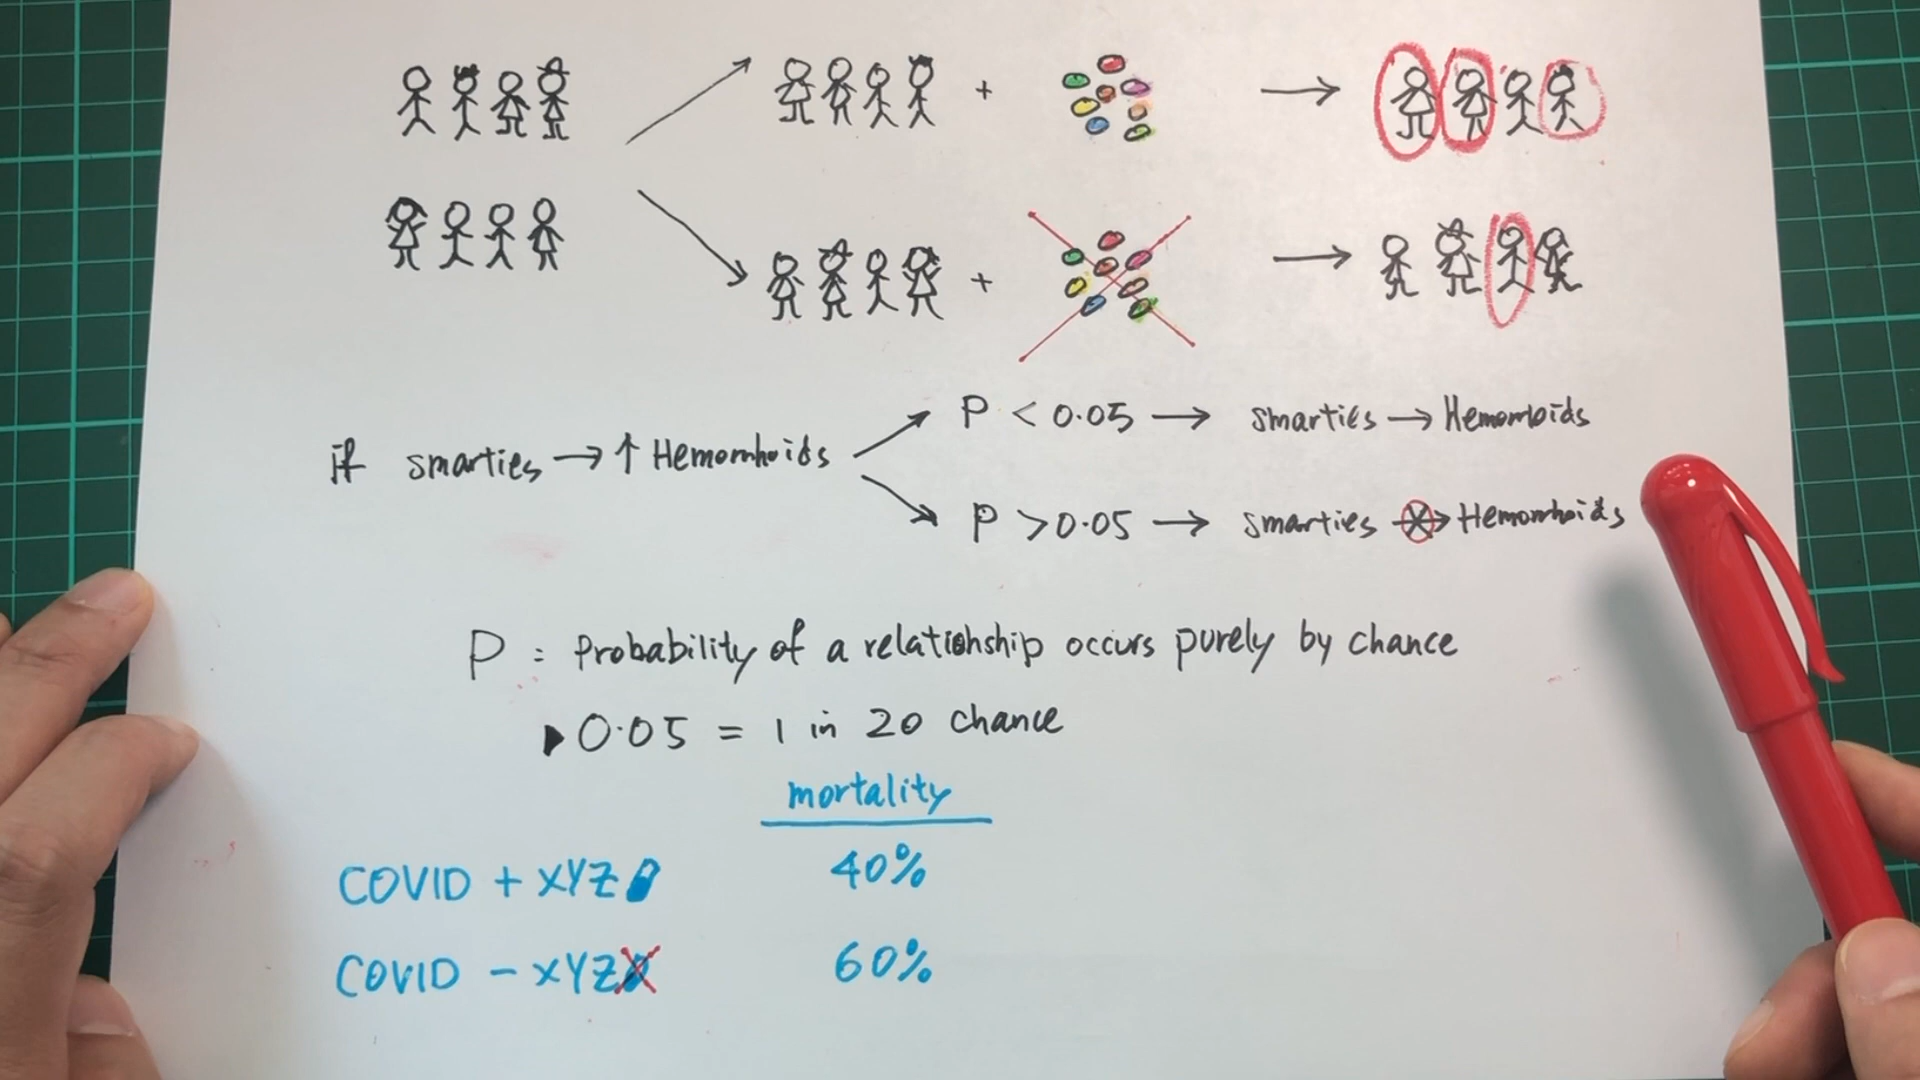 +
+
if smarties → ↑ Hemorrhoids
P < 0.05 → smarties → Hemorrhoids
P > 0.05 → smarties → Hemorrhoids
P : Probability of a relationship occurs purely by chance
0.05 = 1 in 20 chance
mortality
COVID + XYZ 40%
COVID - XYZ 60%